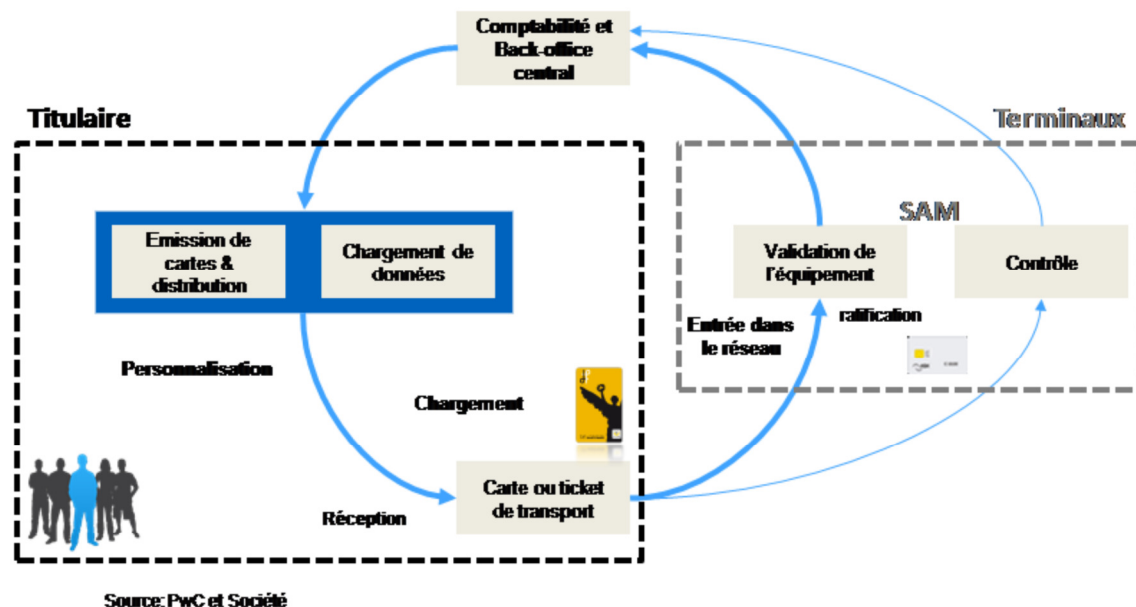 Comptabilité et
Back-office
central
Titulaire
Terminaux
SAM
Emission de
cartes &
distribution
Chargement de
données
Validation de
l'équipement
Contrôle
Entrée dans
le réseau
ratification
Personnalisation
Chargement
Carte ou ticket
de transport
Réception
Source: PwC et Société